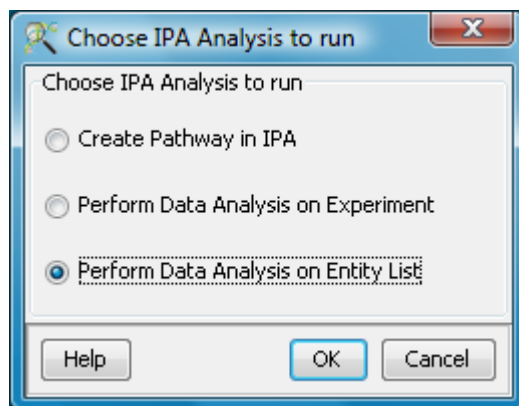 Choose IPA Analysis to run
Choose IPA Analysis to run
Create Pathway in IPA
Perform Data Analysis on Experiment
Perform Data Analysis on Entity List
Help OK Cancel